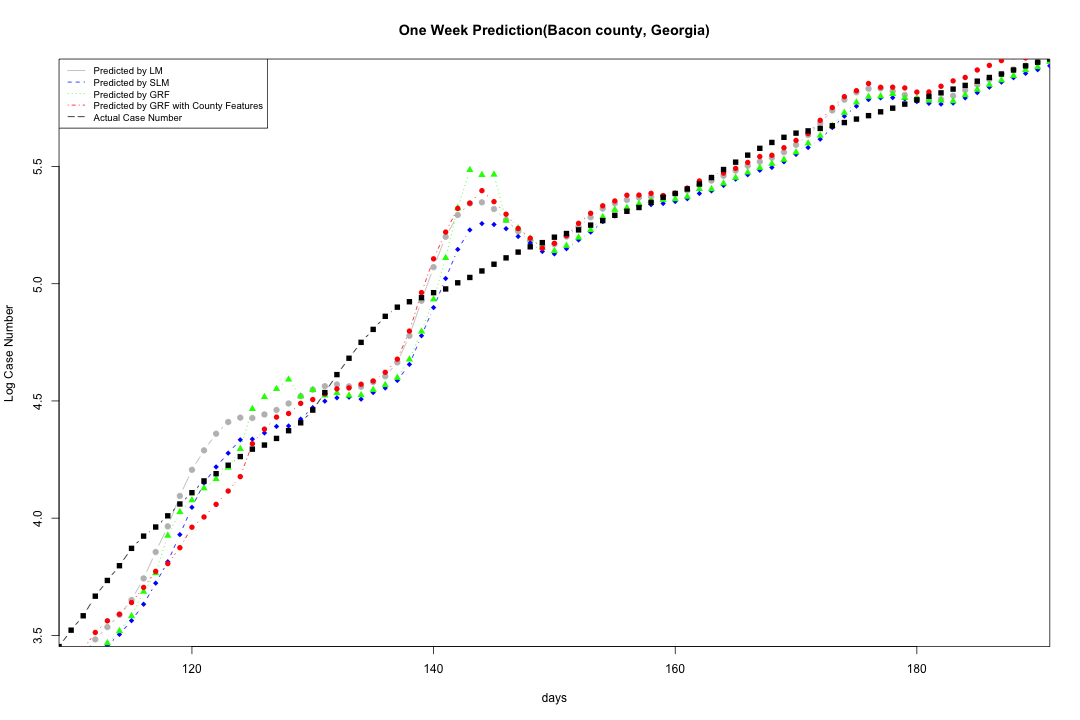 One Week Prediction(Bacon county, Georgia)
Predicted by LM
Predicted by SLM
Predicted by GRF
Predicted by GRF with County Features
Actual Case Number
Log Case Number
5.5
5.0
4.5
4.0
3.5
120 140 160 180
days